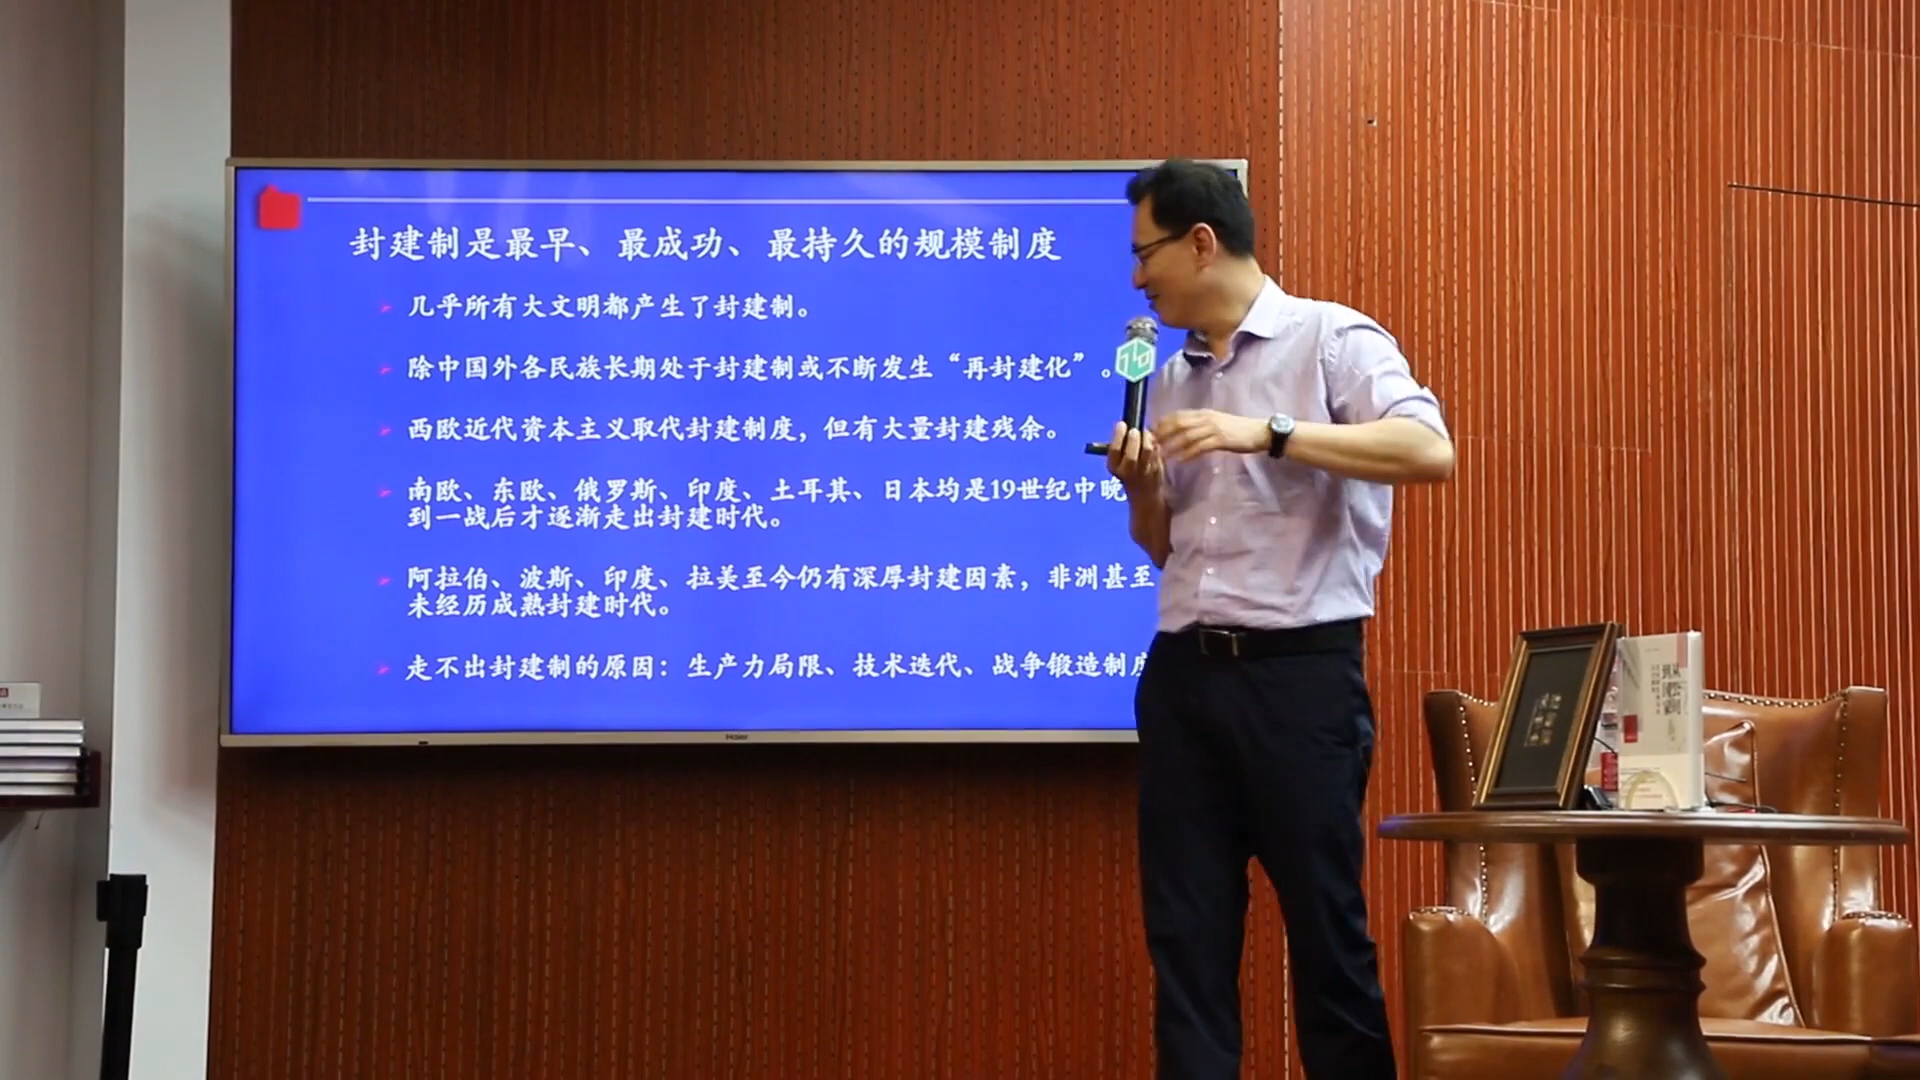 封建制是最早、最成功、最持久的规模制度
几乎所有大文明都产生了封建制。
除中国外各民族长期处于封建制或不断发生“再封建化”。
西欧近代资本主义取代封建制度，但有大量封建残余。
南欧、东欧、俄罗斯、印度、土耳其、日本均是19世纪中晚
到一战后才逐渐走出封建时代。
阿拉伯、波斯、印度、拉美至今仍有深厚封建因素，非洲甚至
未经历成熟封建时代。
走不出封建制的原因：生产力局限、技术迭代、战争锻造制度
Haier